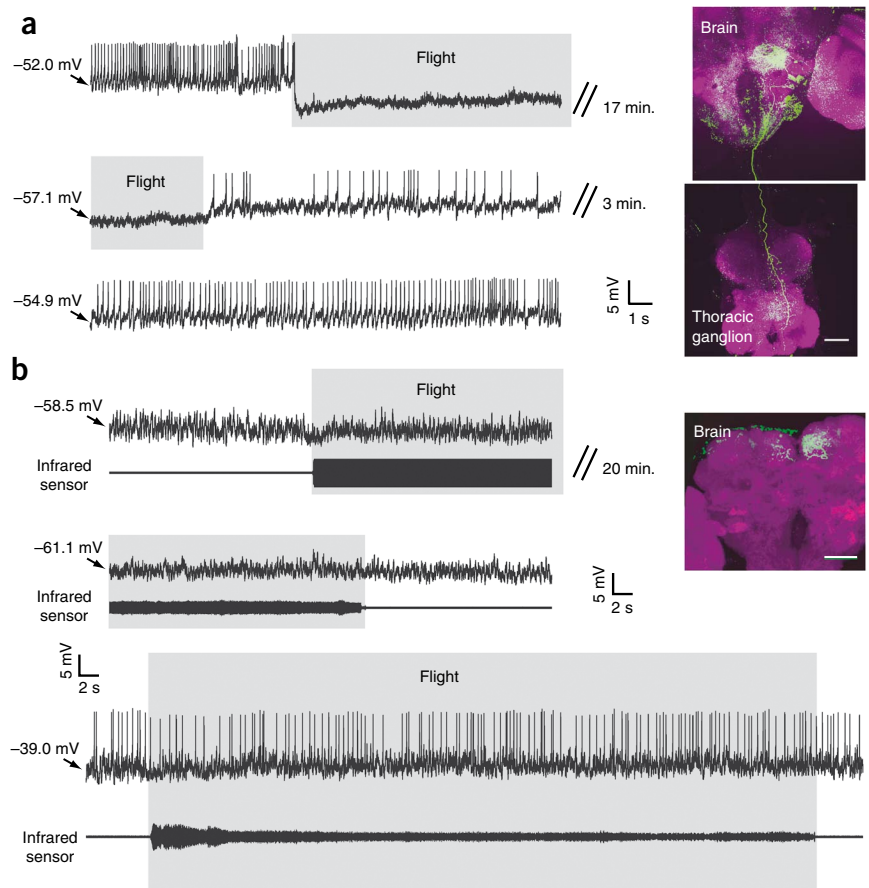 a
−52.0 mV
Flight
17 min.
Brain
−57.1 mV
Flight
3 min.
−54.9 mV
5 mV
1 s
Thoracic
ganglion
b
−58.5 mV
Flight
Infrared
sensor
20 min.
Brain
−61.1 mV
Infrared
sensor
5 mV
2 s
5 mV
2 s
Flight
−39.0 mV
Infrared
sensor